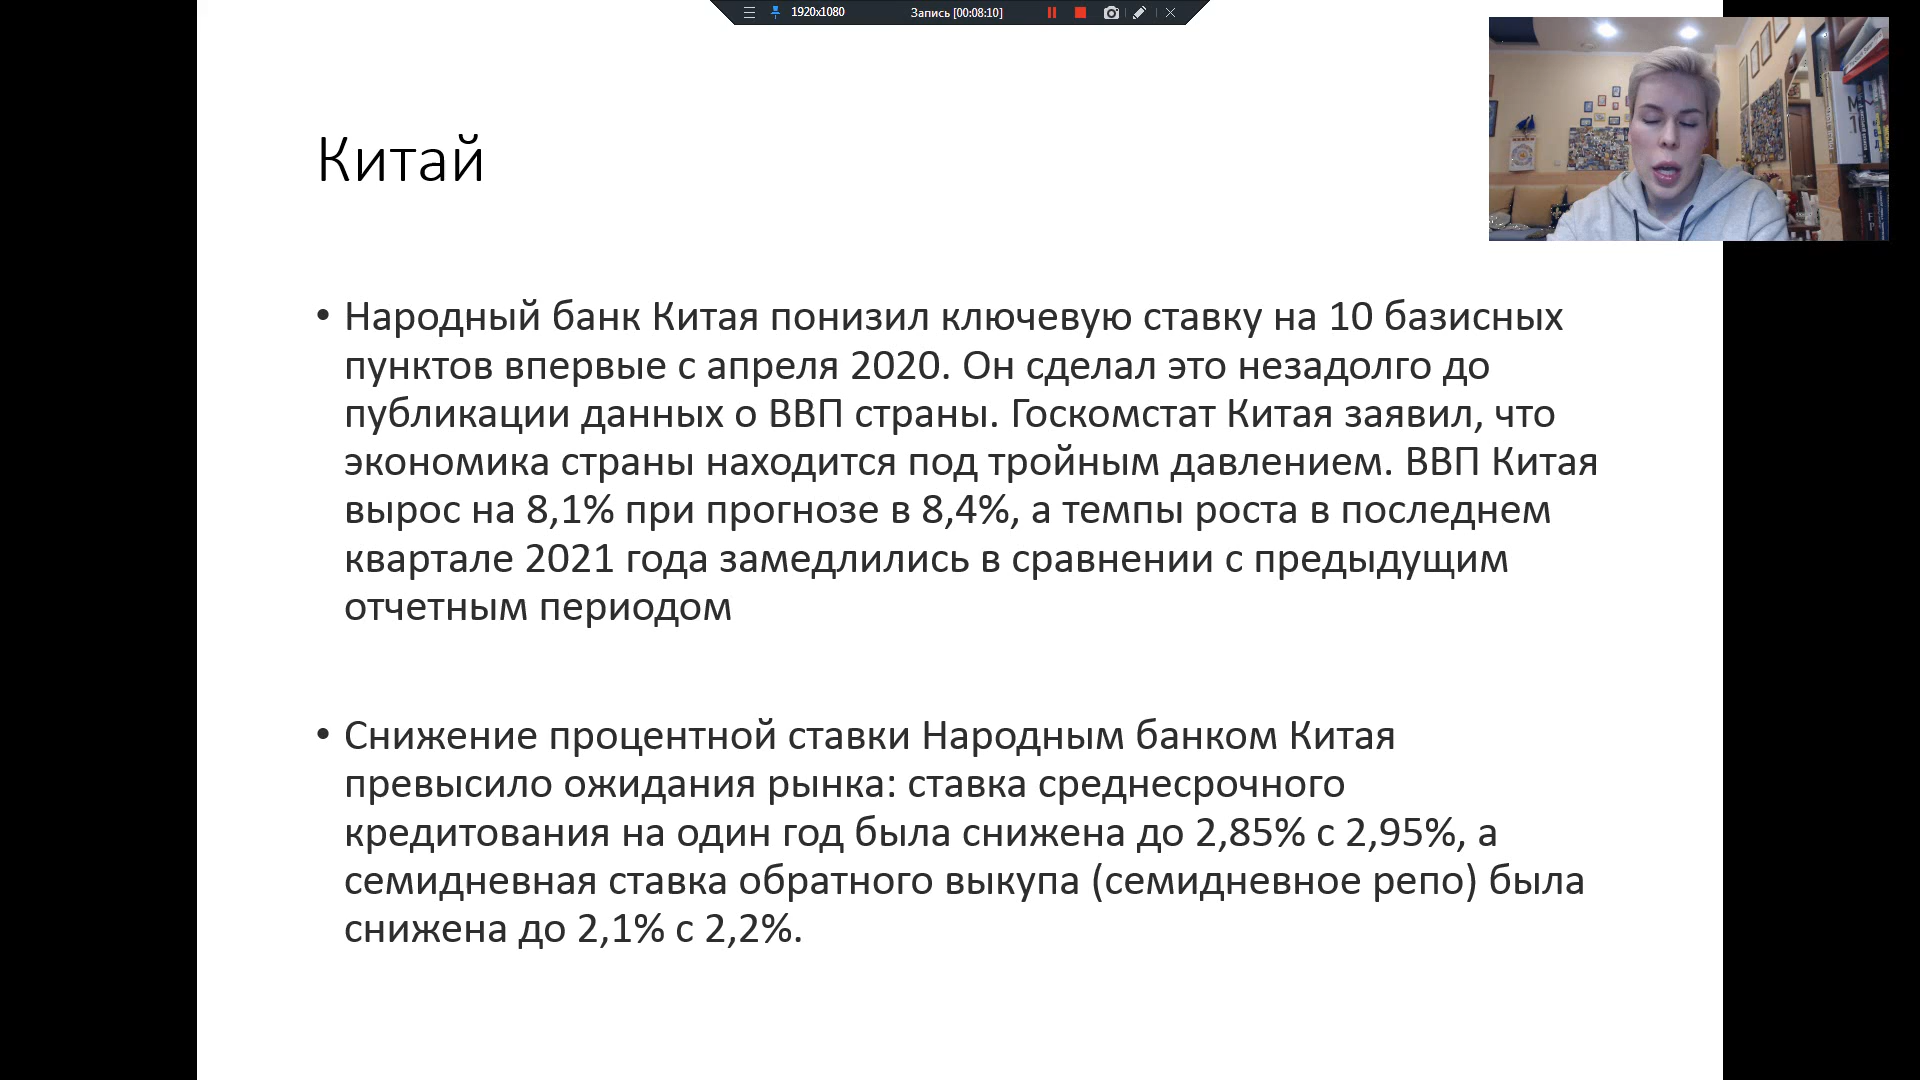 1920x1080
Запись [00:08:10]
Китай
• Народный банк Китая понизил ключевую ставку на 10 базисных
пунктов впервые с апреля 2020. Он сделал это незадолго до
публикации данных о ВВП страны. Госкомстат Китая заявил, что
экономика страны находится под тройным давлением. ВВП Китая
вырос на 8,1% при прогнозе в 8,4%, а темпы роста в последнем
квартале 2021 года замедлились в сравнении с предыдущим
отчетным периодом
• Снижение процентной ставки Народным банком Китая
превысило ожидания рынка: ставка среднесрочного
кредитования на один год была снижена до 2,85% с 2,95%, а
семидневная ставка обратного выкупа (семидневное репо) была
снижена до 2,1% с 2,2%.